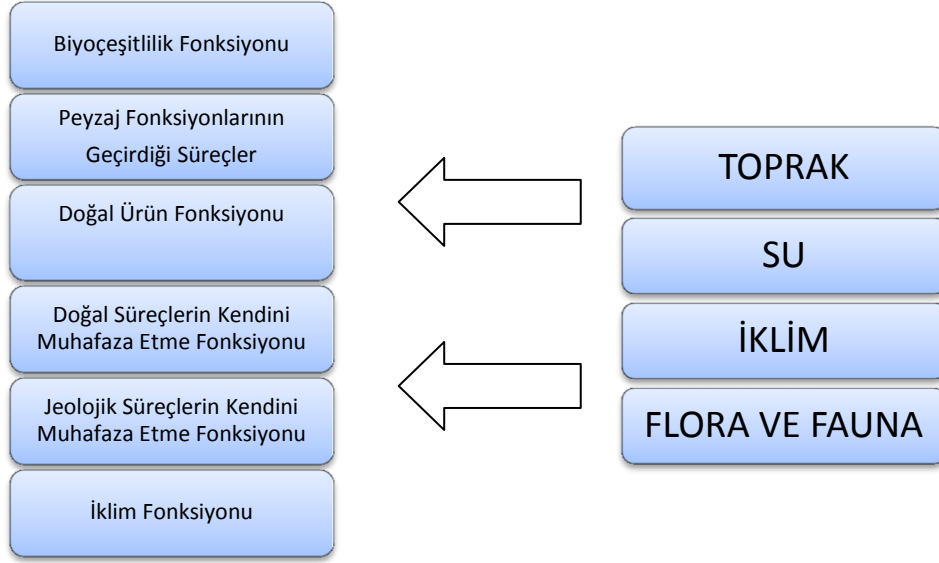 Biyoçeşitlilik Fonksiyonu
Peyzaj Fonksiyonlarının
Geçirdiği Süreçler
Doğal Ürün Fonksiyonu
Doğal Süreçlerin Kendini
Muhafaza Etme Fonksiyonu
Jeolojik Süreçlerin Kendini
Muhafaza Etme Fonksiyonu
İklim Fonksiyonu
TOPRAK
SU
İKLİM
FLORA VE FAUNA